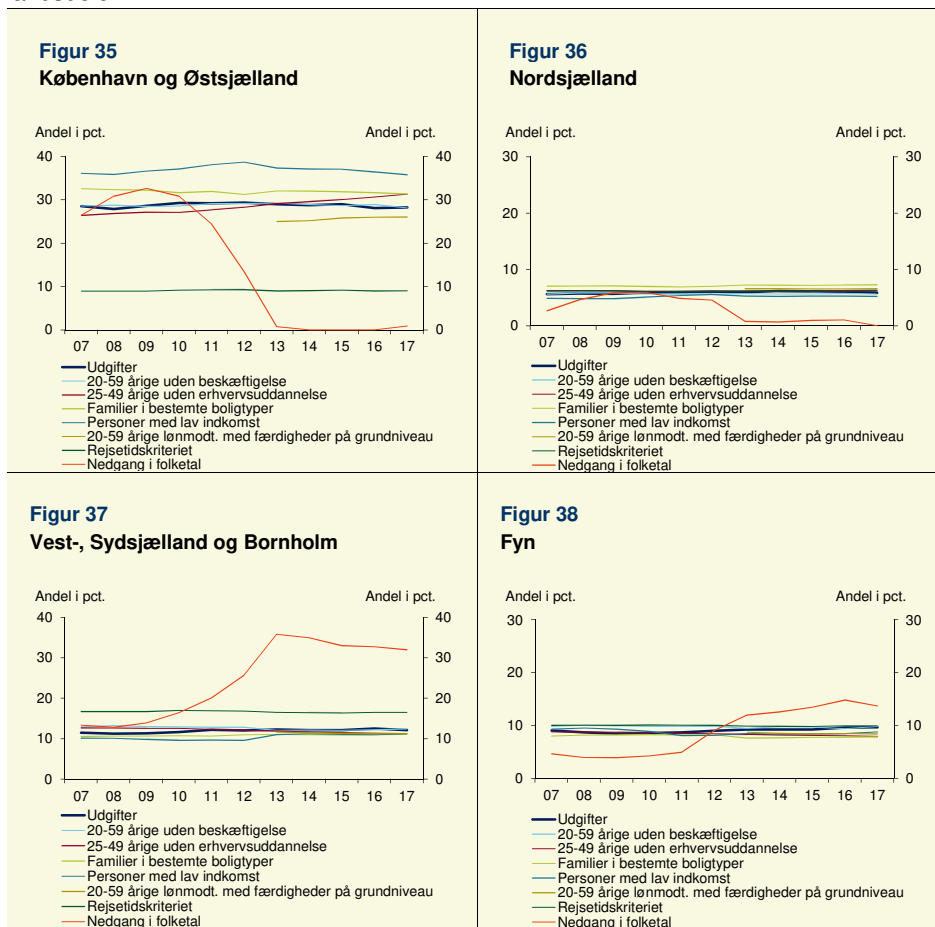 Figur 35
København og Østsjælland
Andel i pct. Andel i pct.
40 40
30 30
20 20
10 10
0 0
07 08 09 10 11 12 13 14 15 16 17
Udgifter
20-59 årige uden beskæftigelse
25-49 årige uden erhvervsuddannelse
Familier i bestemte boligtyper
Personer med lav indkomst
20-59 årige lønmodt. med færdigheder på grundniveau
Rejsetidskriteriet
Nedgang i folketal
Figur 36
Nordsjælland
Andel i pct. Andel i pct.
30 30
20 20
10 10
0 0
07 08 09 10 11 12 13 14 15 16 17
Udgifter
20-59 årige uden beskæftigelse
25-49 årige uden erhvervsuddannelse
Familier i bestemte boligtyper
Personer med lav indkomst
20-59 årige lønmodt. med færdigheder på grundniveau
Rejsetidskriteriet
Nedgang i folketal
Figur 37
Vest-, Sydsjælland og Bornholm
Andel i pct. Andel i pct.
40 40
30 30
20 20
10 10
0 0
07 08 09 10 11 12 13 14 15 16 17
Udgifter
20-59 årige uden beskæftigelse
25-49 årige uden erhvervsuddannelse
Familier i bestemte boligtyper
Personer med lav indkomst
20-59 årige lønmodt. med færdigheder på grundniveau
Rejsetidskriteriet
Nedgang i folketal
Figur 38
Fyn
Andel i pct. Andel i pct.
30 30
20 20
10 10
0 0
07 08 09 10 11 12 13 14 15 16 17
Udgifter
20-59 årige uden beskæftigelse
25-49 årige uden erhvervsuddannelse
Familier i bestemte boligtyper
Personer med lav indkomst
20-59 årige lønmodt. med færdigheder på grundniveau
Rejsetidskriteriet
Nedgang i folketal